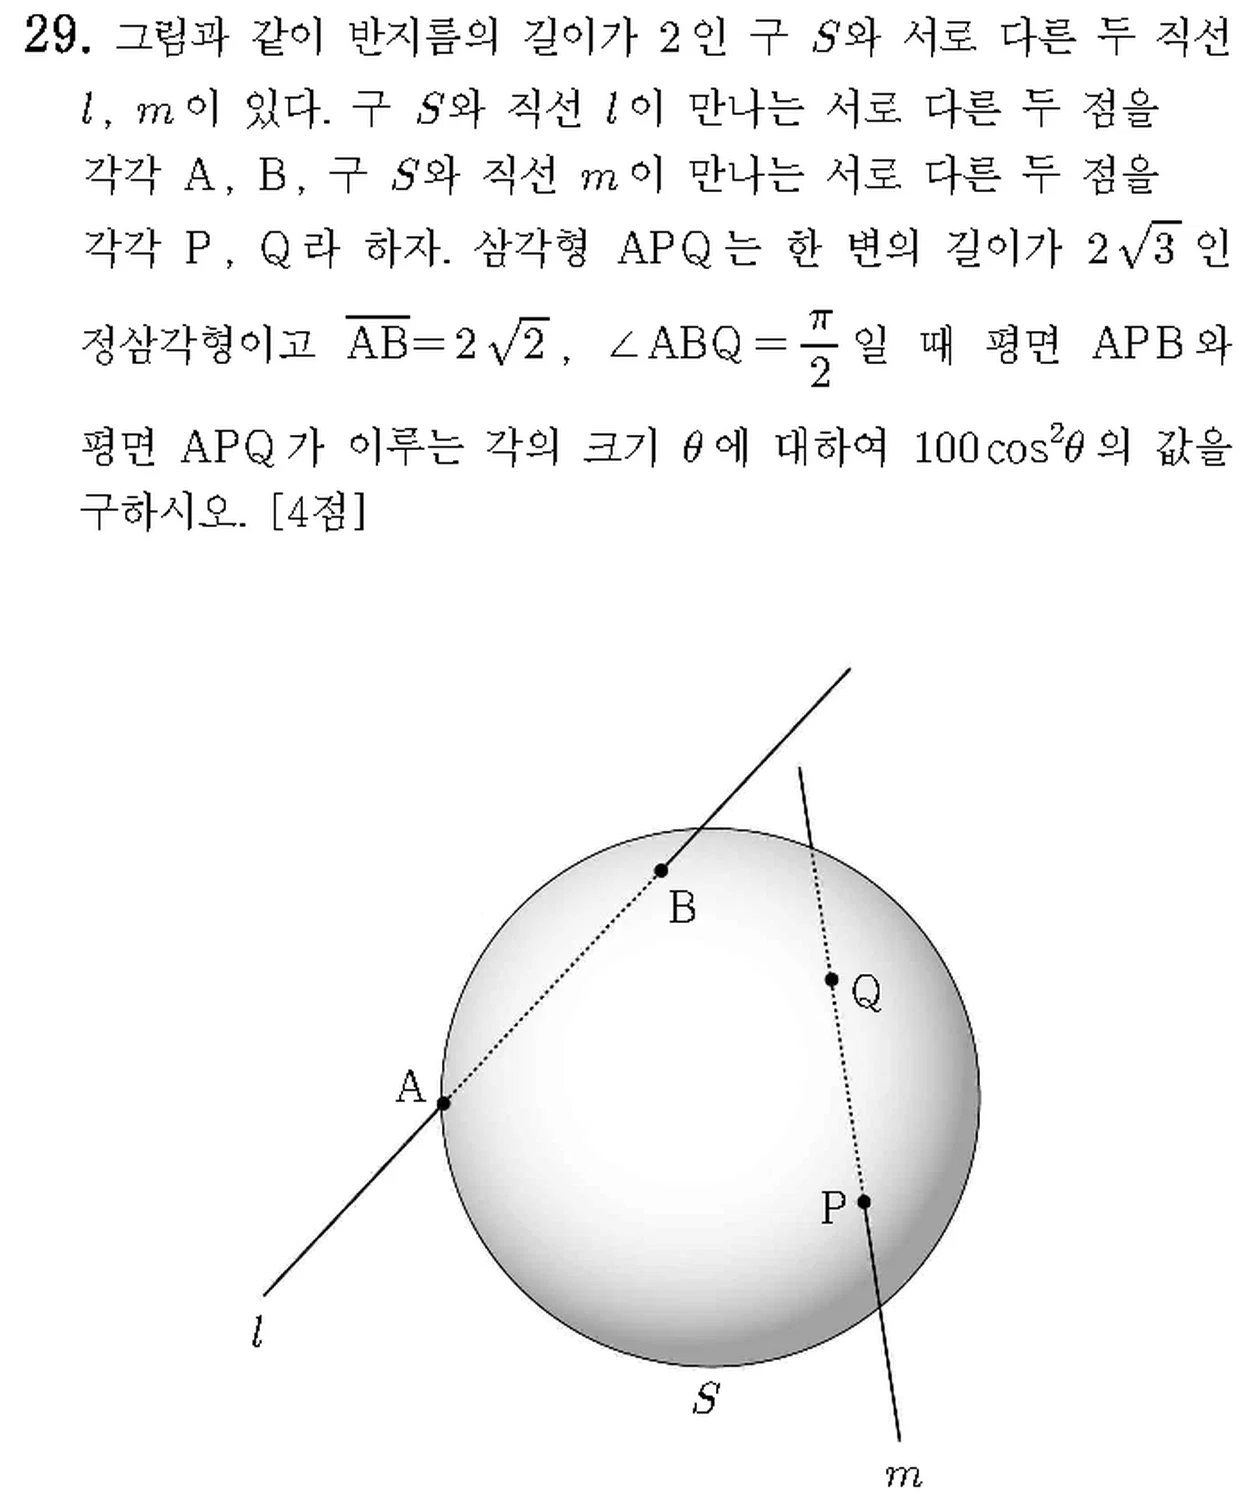 29. 그림과 같이 반지름의 길이가 2인 구 S와 서로 다른 두 직선
l, m이 있다. 구 S와 직선 l이 만나는 서로 다른 두 점을
각각 A, B, 구 S와 직선 m이 만나는 서로 다른 두 점을
각각 P, Q라 하자. 삼각형 APQ는 한 변의 길이가 2√3인
정삼각형이고 A̅B̅=2√2, ∠ABQ=π/2일 때 평면 APB와
평면 APQ가 이루는 각의 크기 θ에 대하여 100cos²θ의 값을
구하시오. [4점]
B
Q
A
P
l
S
m